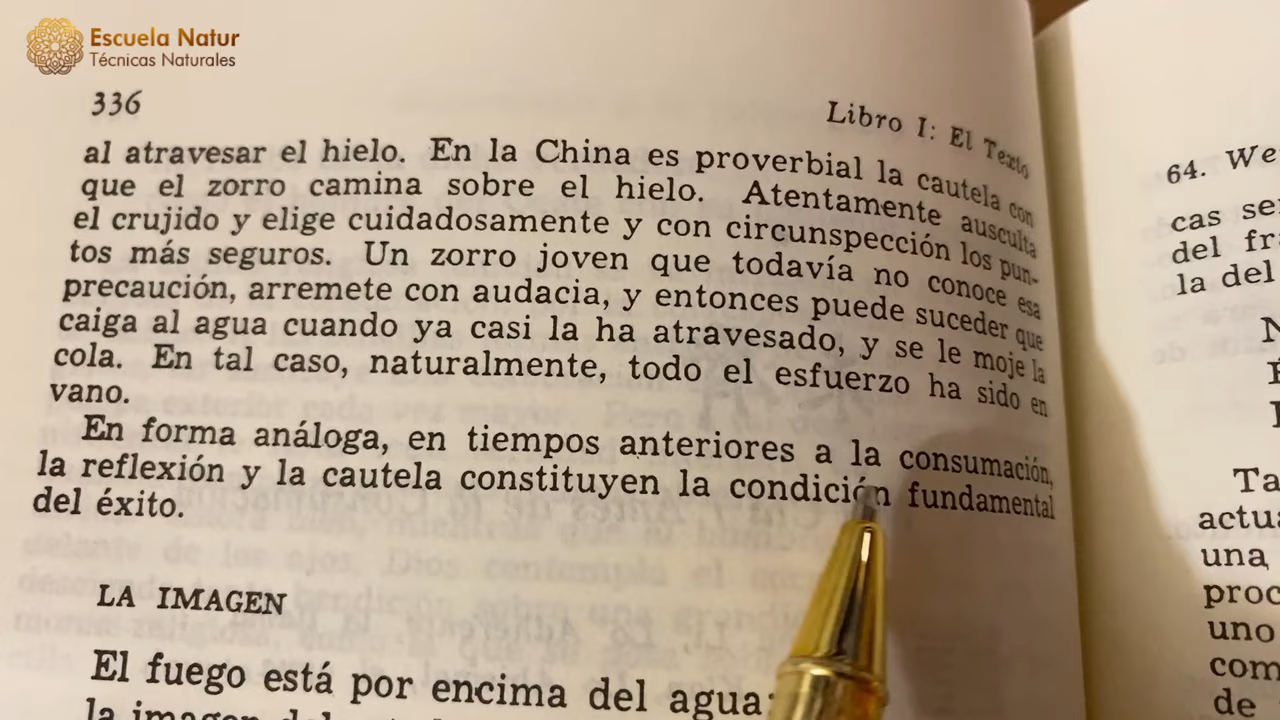 Escuela Natur
Técnicas Naturales
336
Libro I: El Texto
al atravesar el hielo. En la China es proverbial la cautela con
que el zorro camina sobre el hielo. Atentamente ausculta
el crujido y elige cuidadosamente y con circunspección los pun-
tos más seguros. Un zorro joven que todavía no conoce esa
precaución, arremete con audacia, y entonces puede suceder que
caiga al agua cuando ya casi la ha atravesado, y se le moje la
cola. En tal caso, naturalmente, todo el esfuerzo ha sido en
vano.
En forma análoga, en tiempos anteriores a la consumación,
la reflexión y la cautela constituyen la condición fundamental
del éxito.
LA IMAGEN
El fuego está por encima del agua:
la imagen del
64. We
cas se
del fr
la del
Ta
actu
una
proc
uno
com
de